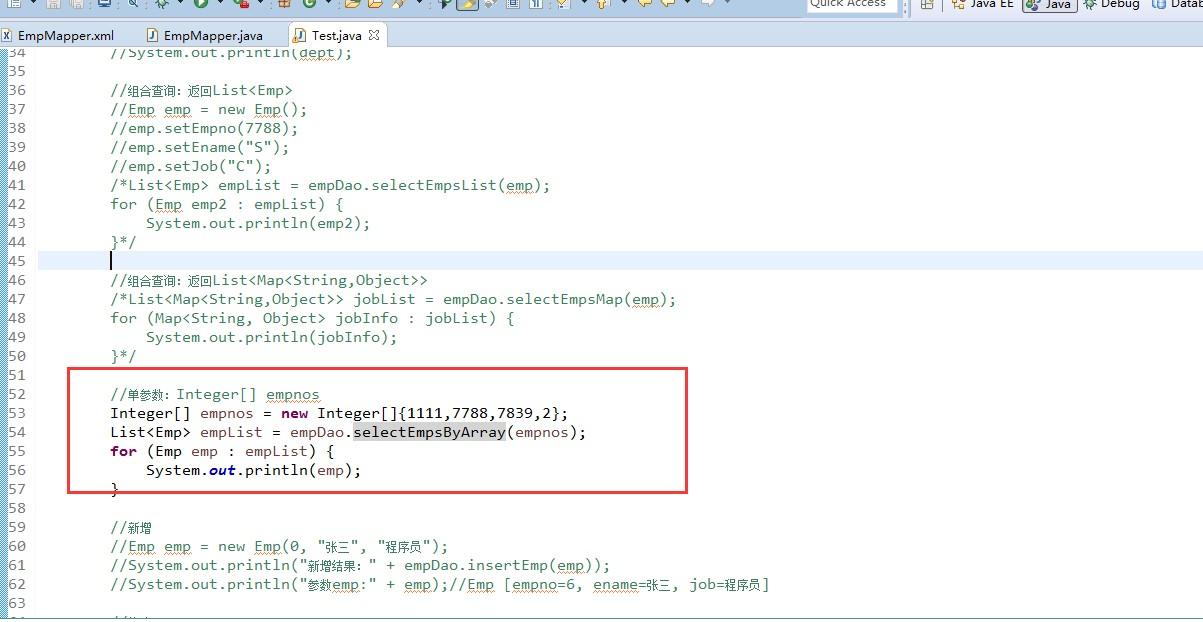 Quick Access
Java EE
Java
Debug
EmpMapper.xml
EmpMapper.java
Test.java
34 //System.out.println(dept);
35
36 //组合查询：返回List<Emp>
37 //Emp emp = new Emp();
38 //emp.setEmpno(7788);
39 //emp.setEname("S");
40 //emp.setJob("C");
41 /*List<Emp> empList = empDao.selectEmpsList(emp);
42 for (Emp emp2 : empList) {
43 System.out.println(emp2);
44 }*/
45
46 //组合查询：返回List<Map<String,Object>>
47 /*List<Map<String,Object>> jobList = empDao.selectEmpsMap(emp);
48 for (Map<String, Object> jobInfo : jobList) {
49 System.out.println(jobInfo);
50 }*/
51
52 //单参数：Integer[] empnos
53 Integer[] empnos = new Integer[]{1111,7788,7839,2};
54 List<Emp> empList = empDao.selectEmpsByArray(empnos);
55 for (Emp emp : empList) {
56 System.out.println(emp);
57 }
58
59 //新增
60 //Emp emp = new Emp(0, "张三", "程序员");
61 //System.out.println("新增结果：" + empDao.insertEmp(emp));
62 //System.out.println("参数emp:" + emp);//Emp [empno=6, ename=张三, job=程序员]
63